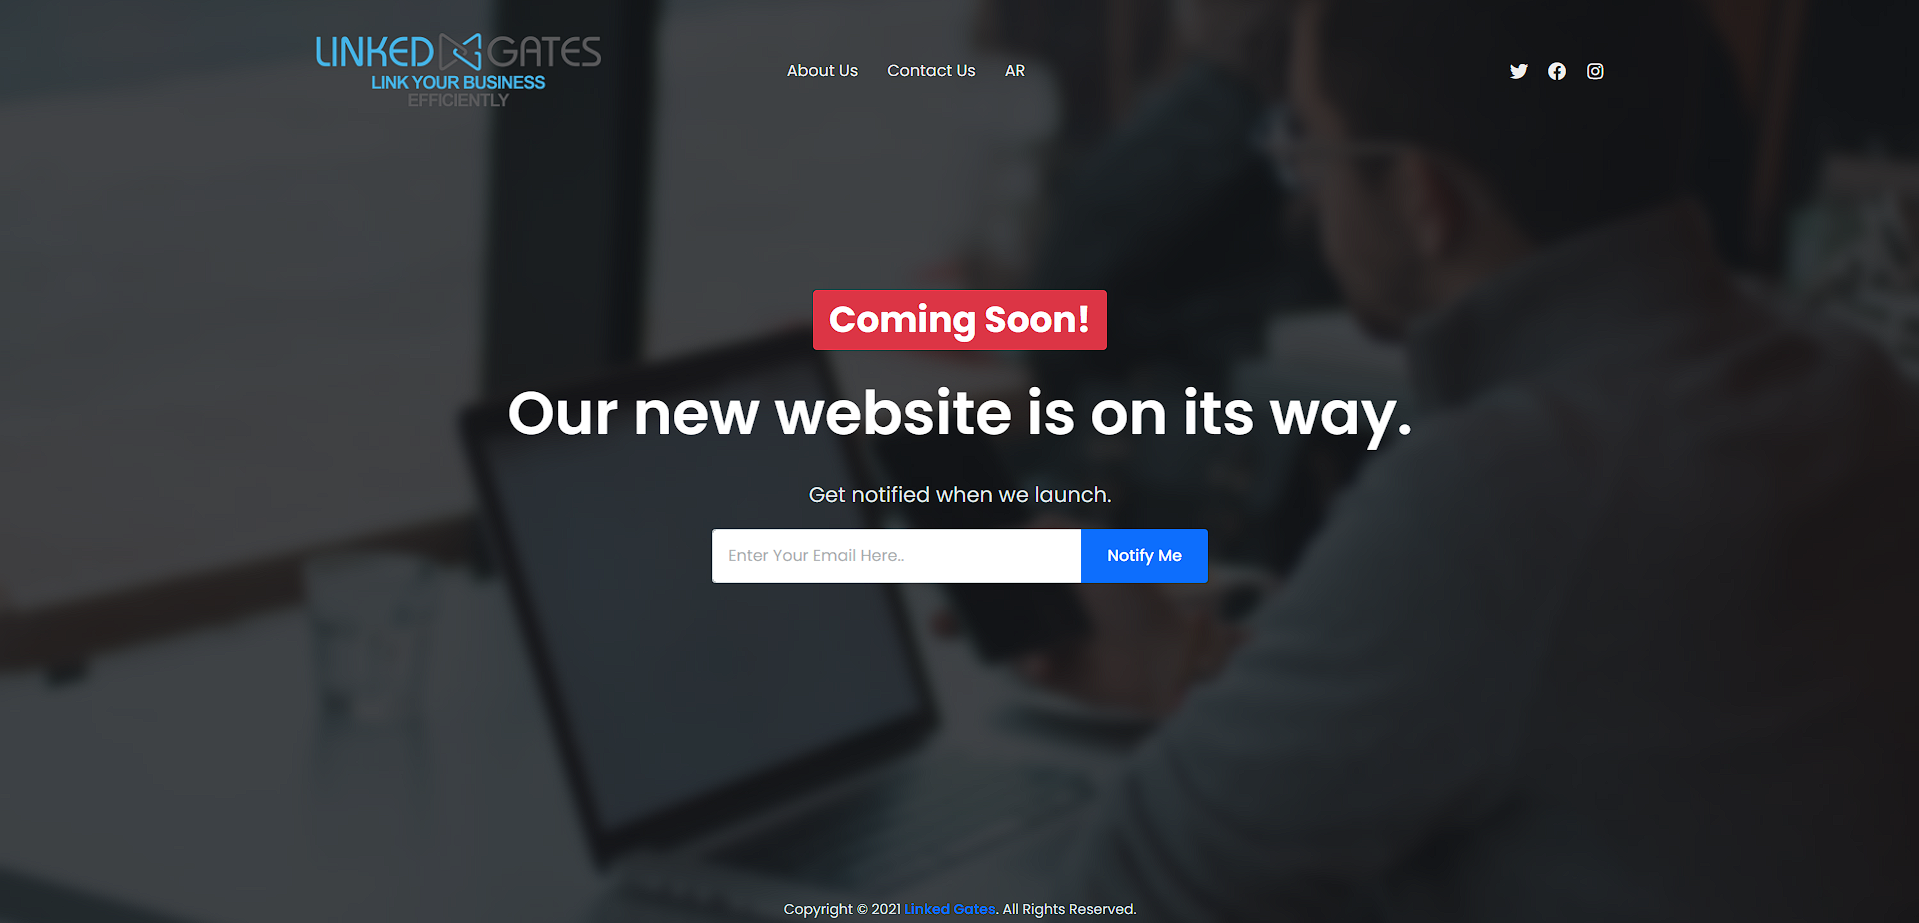 LINKED GATES
LINK YOUR BUSINESS
EFFICIENTLY
About Us
Contact Us
AR
Coming Soon!
Our new website is on its way.
Get notified when we launch.
Enter Your Email Here..
Notify Me
Copyright © 2021 Linked Gates. All Rights Reserved.